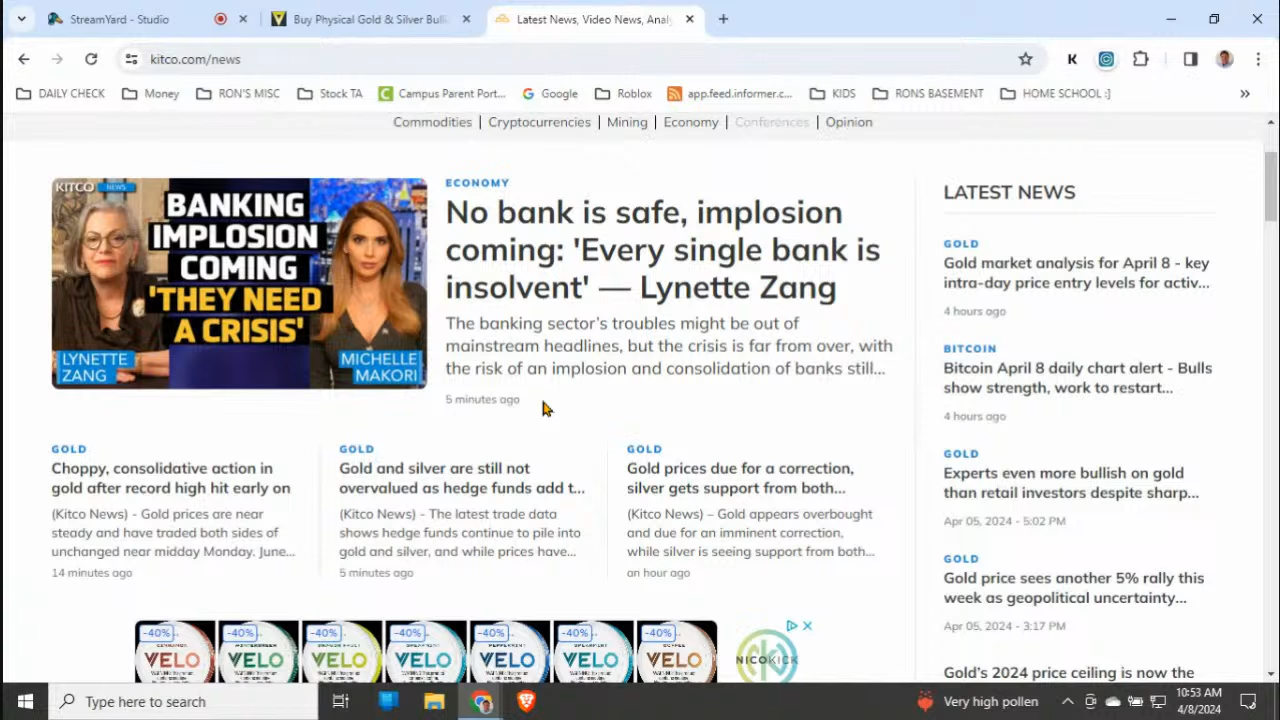 StreamYard - Studio
Buy Physical Gold & Silver Bulli
Latest News, Video News, Anal
kitco.com/news
K
DAILY CHECK
Money
RON'S MISC
Stock TA
Campus Parent Port...
Google
Roblox
app.feed.informer.c...
KIDS
RONS BASEMENT
HOME SCHOOL :]
Commodities | Cryptocurrencies | Mining | Economy | Conferences | Opinion
KITCO NEWS
BANKING
IMPLOSION
COMING
'THEY NEED
A CRISIS'
LYNETTE
ZANG
MICHELLE
MAKORI
ECONOMY
No bank is safe, implosion
coming: 'Every single bank is
insolvent' — Lynette Zang
The banking sector's troubles might be out of
mainstream headlines, but the crisis is far from over, with
the risk of an implosion and consolidation of banks still...
5 minutes ago
GOLD
Choppy, consolidative action in
gold after record high hit early on
(Kitco News) - Gold prices are near
steady and have traded both sides of
unchanged near midday Monday. June...
14 minutes ago
GOLD
Gold and silver are still not
overvalued as hedge funds add t...
(Kitco News) - The latest trade data
shows hedge funds continue to pile into
gold and silver, and while prices have...
5 minutes ago
GOLD
Gold prices due for a correction,
silver gets support from both...
(Kitco News) – Gold appears overbought
and due for an imminent correction,
while silver is seeing support from both...
an hour ago
LATEST NEWS
GOLD
Gold market analysis for April 8 - key
intra-day price entry levels for activ...
4 hours ago
BITCOIN
Bitcoin April 8 daily chart alert - Bulls
show strength, work to restart...
4 hours ago
GOLD
Experts even more bullish on gold
than retail investors despite sharp...
Apr 05, 2024 - 5:02 PM
GOLD
Gold price sees another 5% rally this
week as geopolitical uncertainty...
Apr 05, 2024 - 3:17 PM
Gold's 2024 price ceiling is now the
-40% -40% -40% -40% -40% -40% -40%
VELO VELO VELO VELO VELO VELO VELO
NICOKICK
Type here to search
Very high pollen
10:53 AM
4/8/2024